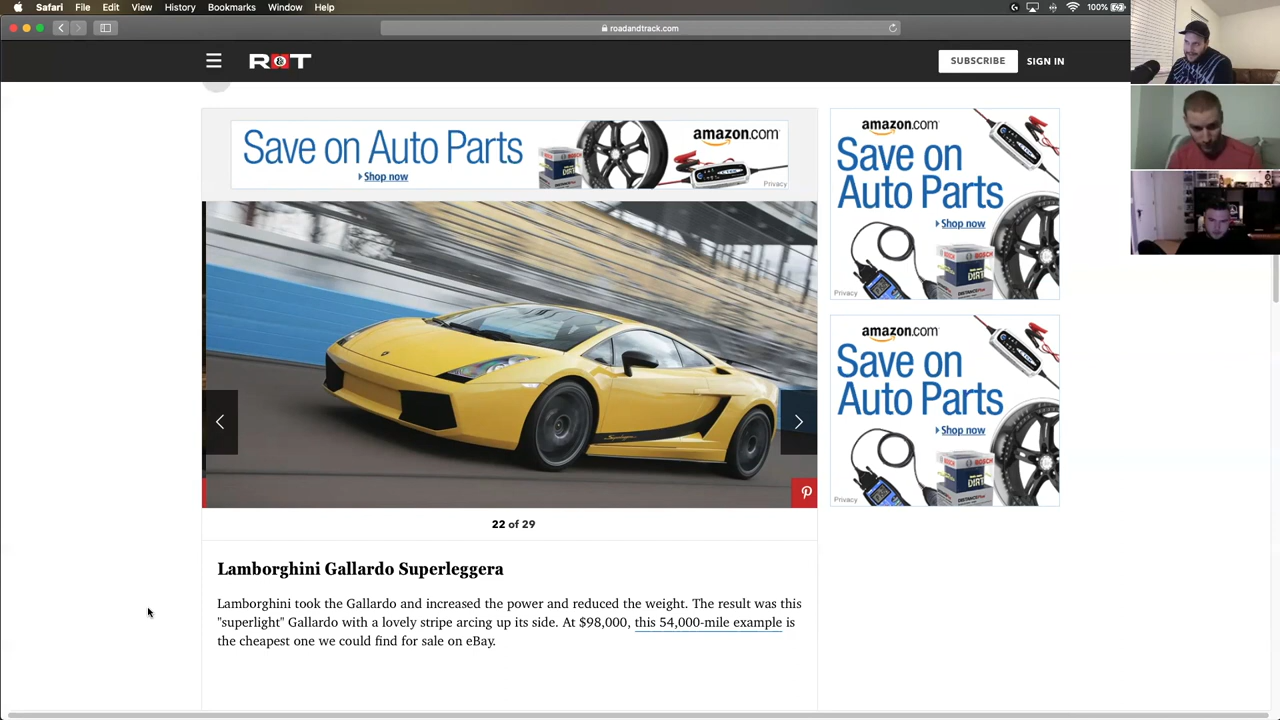 Safari File Edit View History Bookmarks Window Help
100%
roadandtrack.com
R&T
SUBSCRIBE SIGN IN
Save on Auto Parts
Shop now
amazon.com
Privacy
amazon.com
Save on
Auto Parts
Shop now
BOSCH
Privacy
amazon.com
Save on
Auto Parts
Shop now
BOSCH
Privacy
Superleggera
22 of 29
Lamborghini Gallardo Superleggera
Lamborghini took the Gallardo and increased the power and reduced the weight. The result was this
"superlight" Gallardo with a lovely stripe arcing up its side. At $98,000, this 54,000-mile example is
the cheapest one we could find for sale on eBay.